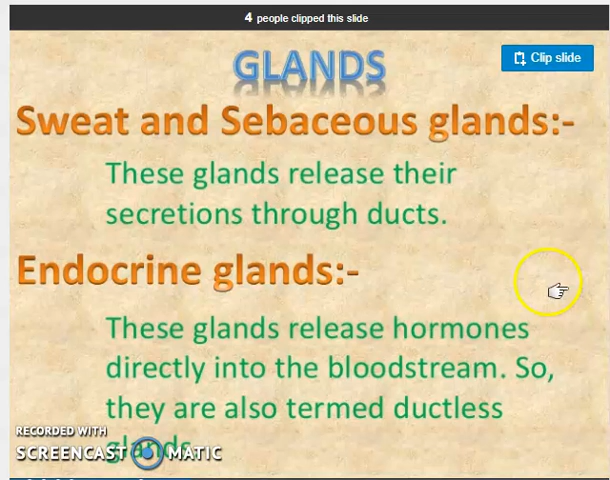 4 people clipped this slide
GLANDS
Clip slide
Sweat and Sebaceous glands:-
These glands release their
secretions through ducts.
Endocrine glands:-
These glands release hormones
directly into the bloodstream. So,
they are also termed ductless
glands
RECORDED WITH
SCREENCAST MATIC